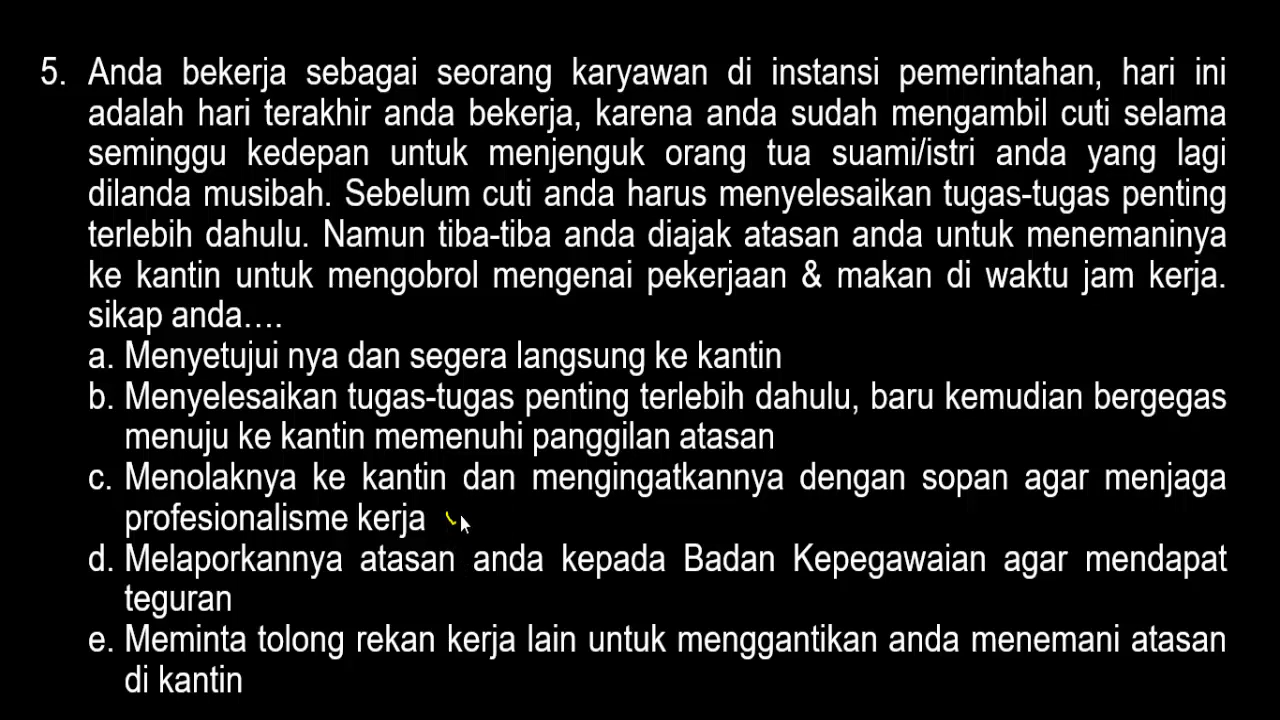 5. Anda bekerja sebagai seorang karyawan di instansi pemerintahan, hari ini
adalah hari terakhir anda bekerja, karena anda sudah mengambil cuti selama
seminggu kedepan untuk menjenguk orang tua suami/istri anda yang lagi
dilanda musibah. Sebelum cuti anda harus menyelesaikan tugas-tugas penting
terlebih dahulu. Namun tiba-tiba anda diajak atasan anda untuk menemaninya
ke kantin untuk mengobrol mengenai pekerjaan & makan di waktu jam kerja.
sikap anda....
a. Menyetujui nya dan segera langsung ke kantin
b. Menyelesaikan tugas-tugas penting terlebih dahulu, baru kemudian bergegas
menuju ke kantin memenuhi panggilan atasan
c. Menolaknya ke kantin dan mengingatkannya dengan sopan agar menjaga
profesionalisme kerja
d. Melaporkannya atasan anda kepada Badan Kepegawaian agar mendapat
teguran
e. Meminta tolong rekan kerja lain untuk menggantikan anda menemani atasan
di kantin